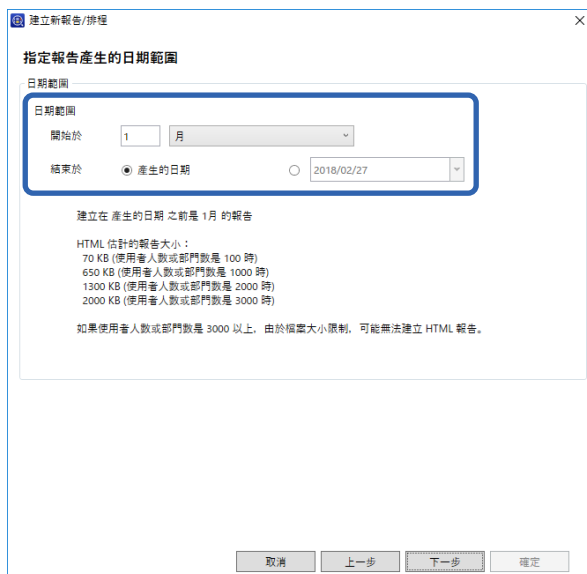 建立新報告/排程
指定報告產生的日期範圍
日期範圍
日期範圍
開始於 1 月
結束於 產生的日期 2018/02/27
建立在 產生的日期 之前是 1月 的報告
HTML 估計的報告大小：
70 KB (使用者人數或部門數是 100 時)
650 KB (使用者人數或部門數是 1000 時)
1300 KB (使用者人數或部門數是 2000 時)
2000 KB (使用者人數或部門數是 3000 時)
如果使用者人數或部門數是 3000 以上，由於檔案大小限制，可能無法建立 HTML 報告。
取消 上一步 下一步 確定